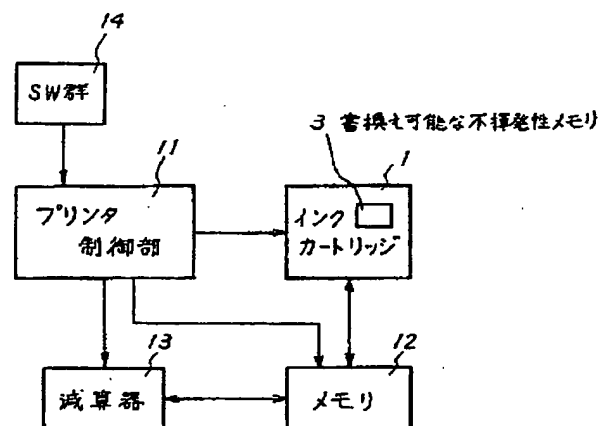 14
SW群
3 書換え可能な不揮発性メモリ
11
1
プリンタ
制御部
インク
カートリッジ
13
12
減算器
メモリ